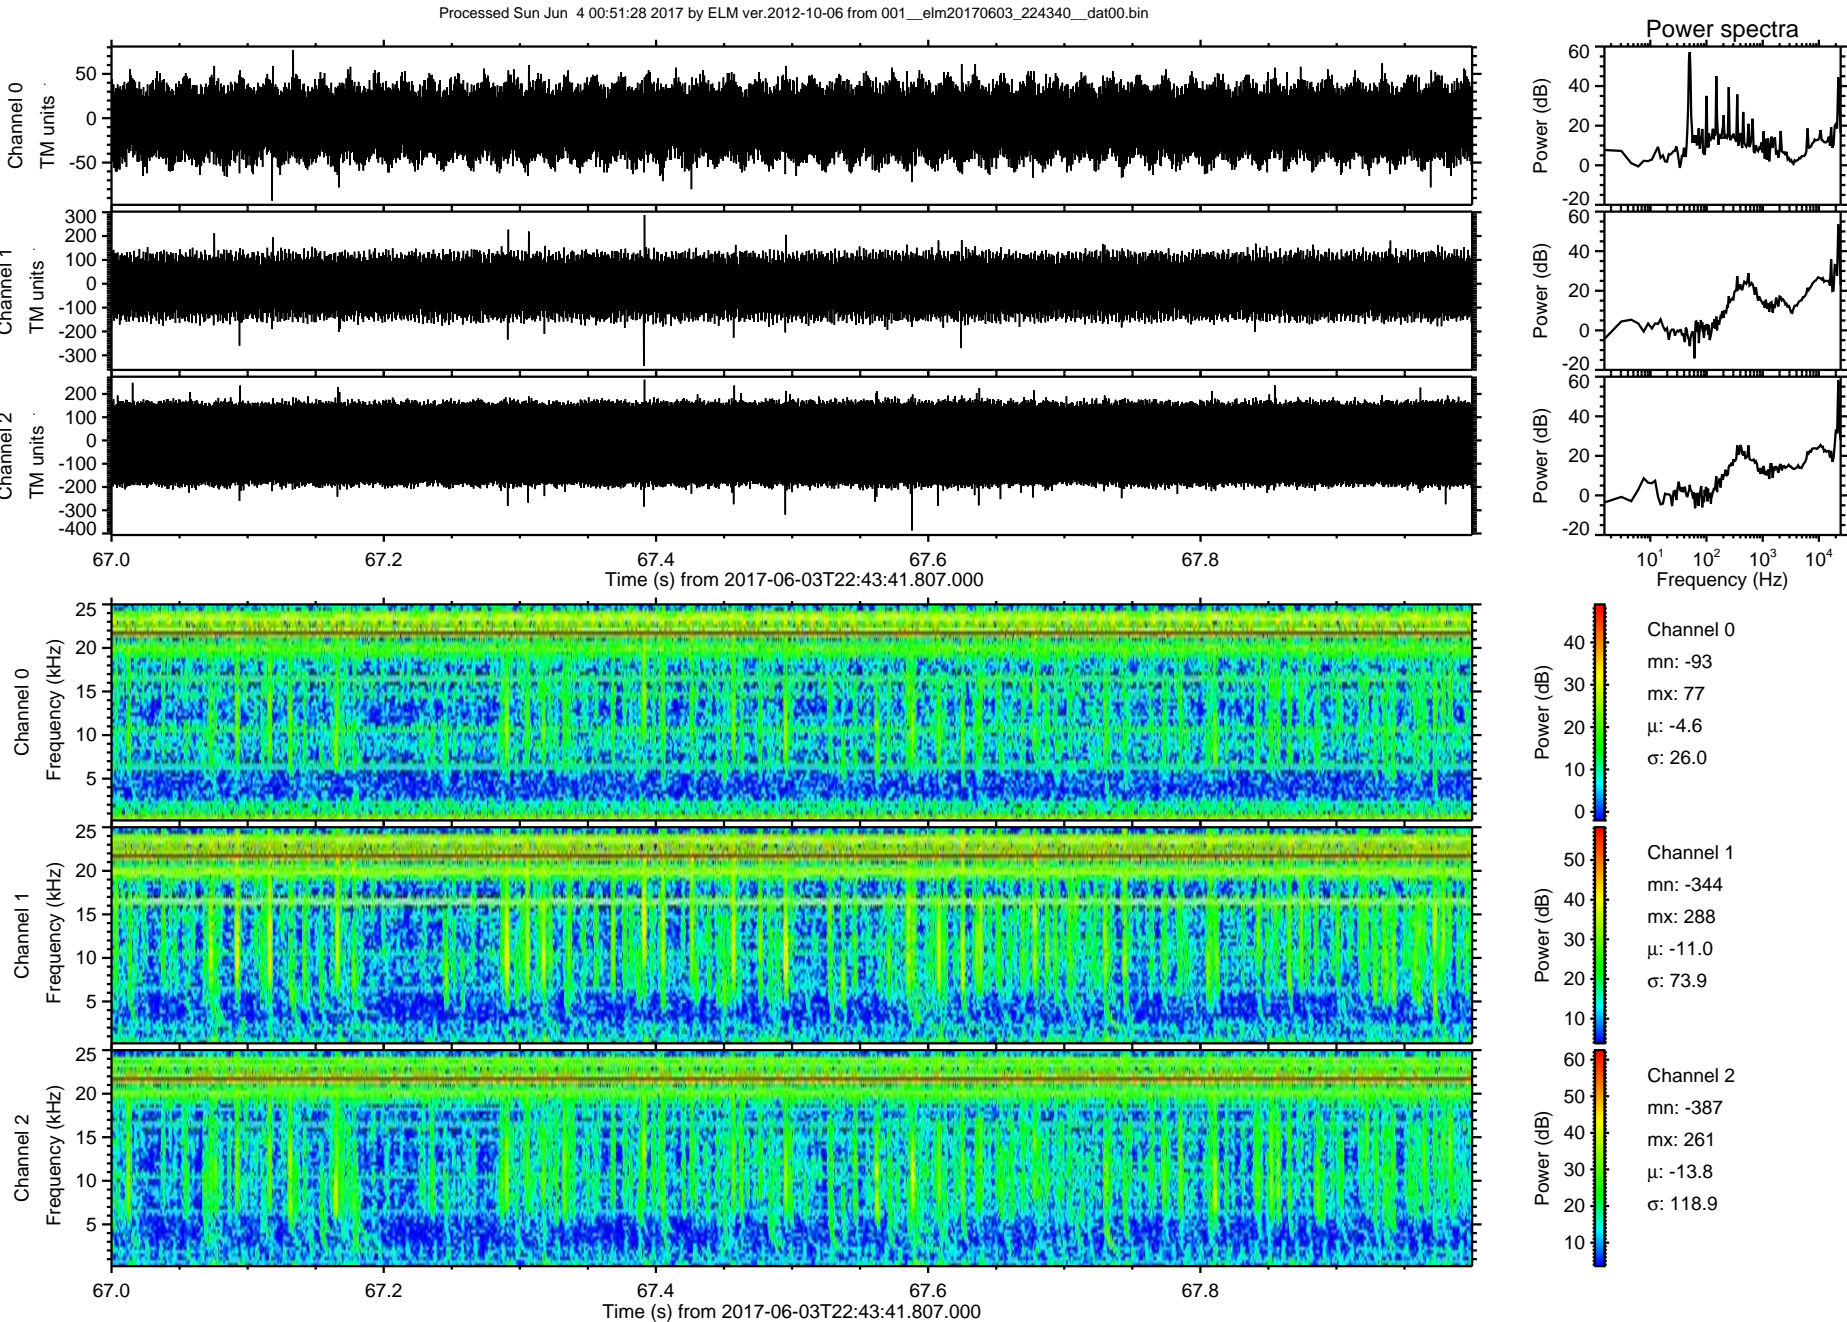 Processed Sun Jun 4 00:51:28 2017 by ELM ver.2012-10-06 from 001__elm20170603_224340__dat00.bin
Power spectra
Channel 0
TM units
50
0
-50
Power (dB)
60
40
20
0
-20
Channel 1
TM units
300
200
100
0
-100
-200
-300
Power (dB)
60
40
20
0
-20
Channel 2
TM units
200
100
0
-100
-200
-300
-400
Power (dB)
60
40
20
0
-20
67.0 67.2 67.4 67.6 67.8
Time (s) from 2017-06-03T22:43:41.807.000
10¹ 10² 10³ 10⁴
Frequency (Hz)
Channel 0
Frequency (kHz)
25
20
15
10
5
Power (dB)
40
30
20
10
0
Channel 0
mn: -93
mx: 77
μ: -4.6
σ: 26.0
Channel 1
Frequency (kHz)
25
20
15
10
5
Power (dB)
50
40
30
20
10
Channel 1
mn: -344
mx: 288
μ: -11.0
σ: 73.9
Channel 2
Frequency (kHz)
25
20
15
10
5
Power (dB)
60
50
40
30
20
10
Channel 2
mn: -387
mx: 261
μ: -13.8
σ: 118.9
67.0 67.2 67.4 67.6 67.8
Time (s) from 2017-06-03T22:43:41.807.000